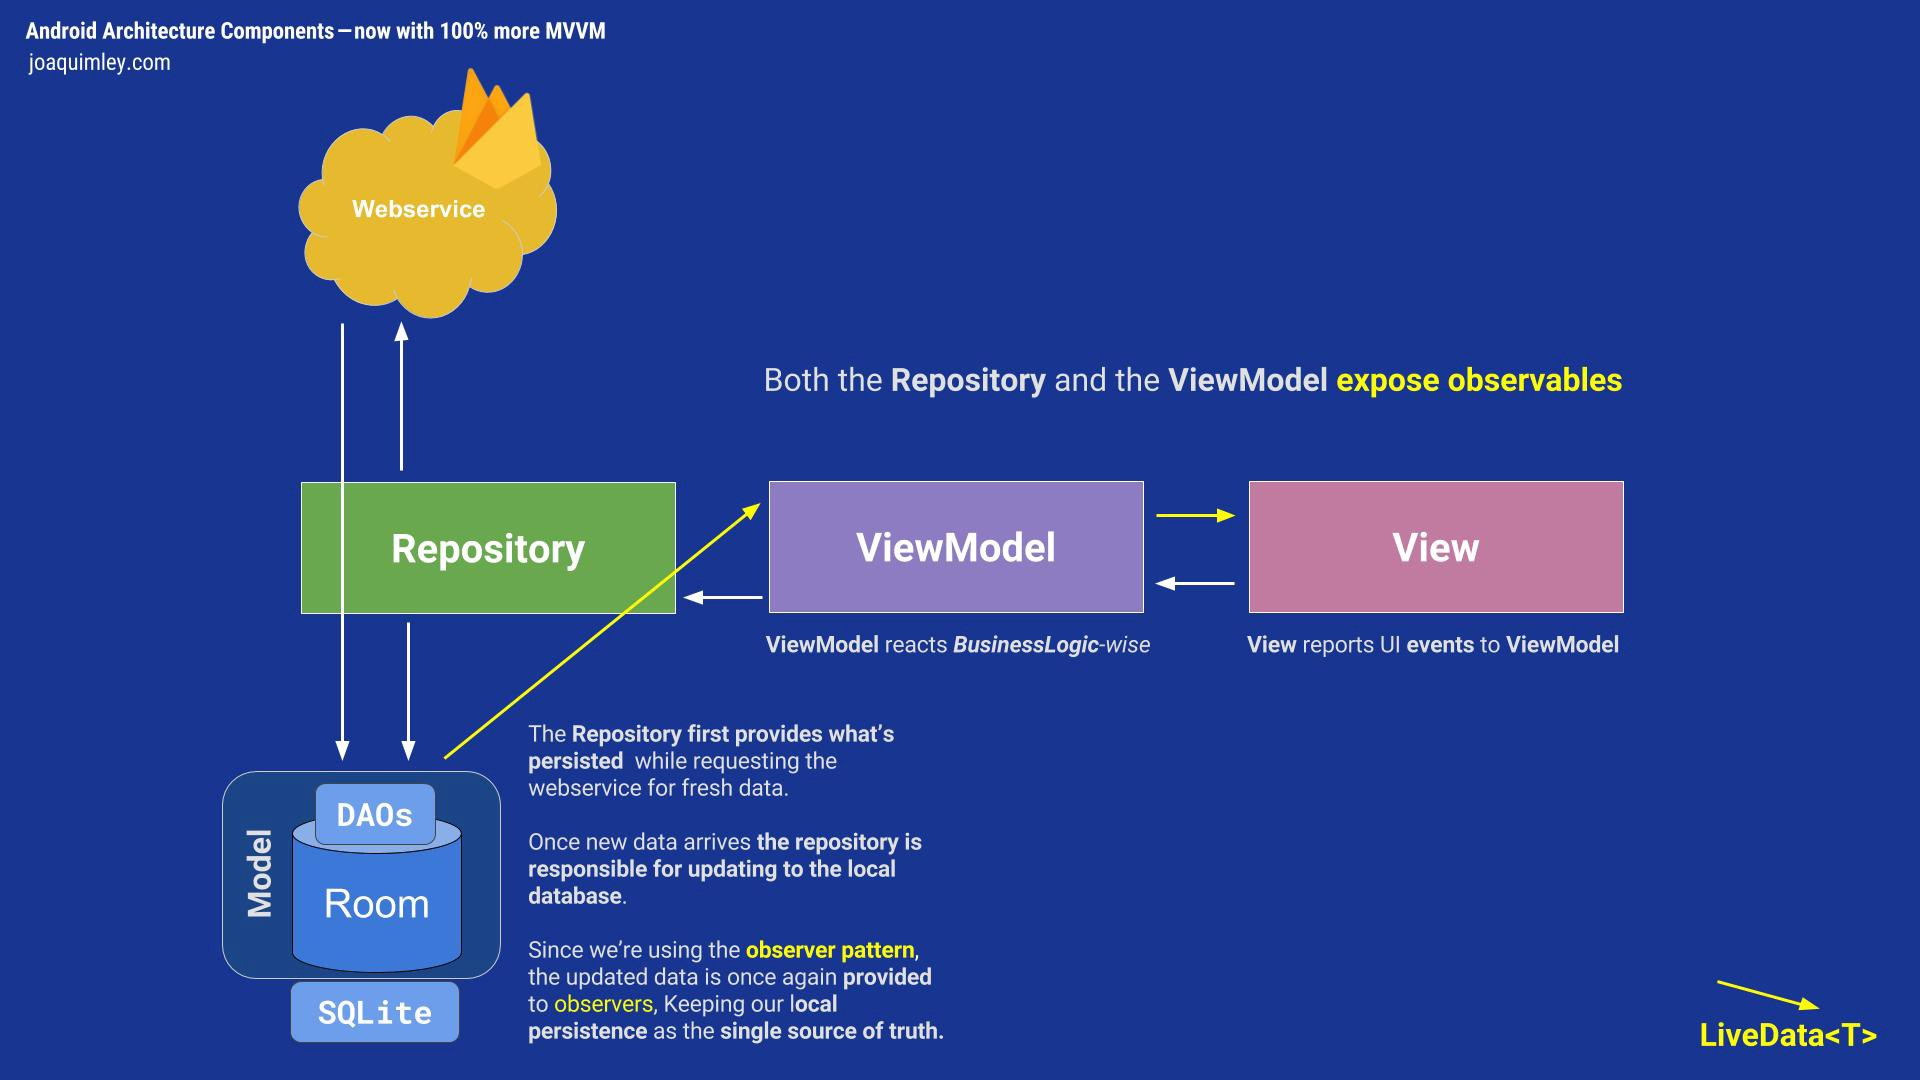 Android Architecture Components — now with 100% more MVVM
joaquimley.com
Webservice
Both the Repository and the ViewModel expose observables
Repository
ViewModel
View
ViewModel reacts BusinessLogic-wise
View reports UI events to ViewModel
The Repository first provides what’s
persisted  while requesting the
webservice for fresh data.
Once new data arrives the repository is
responsible for updating to the local
database.
Since we’re using the observer pattern,
the updated data is once again provided
to observers, Keeping our local
persistence as the single source of truth.
Model
DAOs
Room
SQLite
LiveData<T>